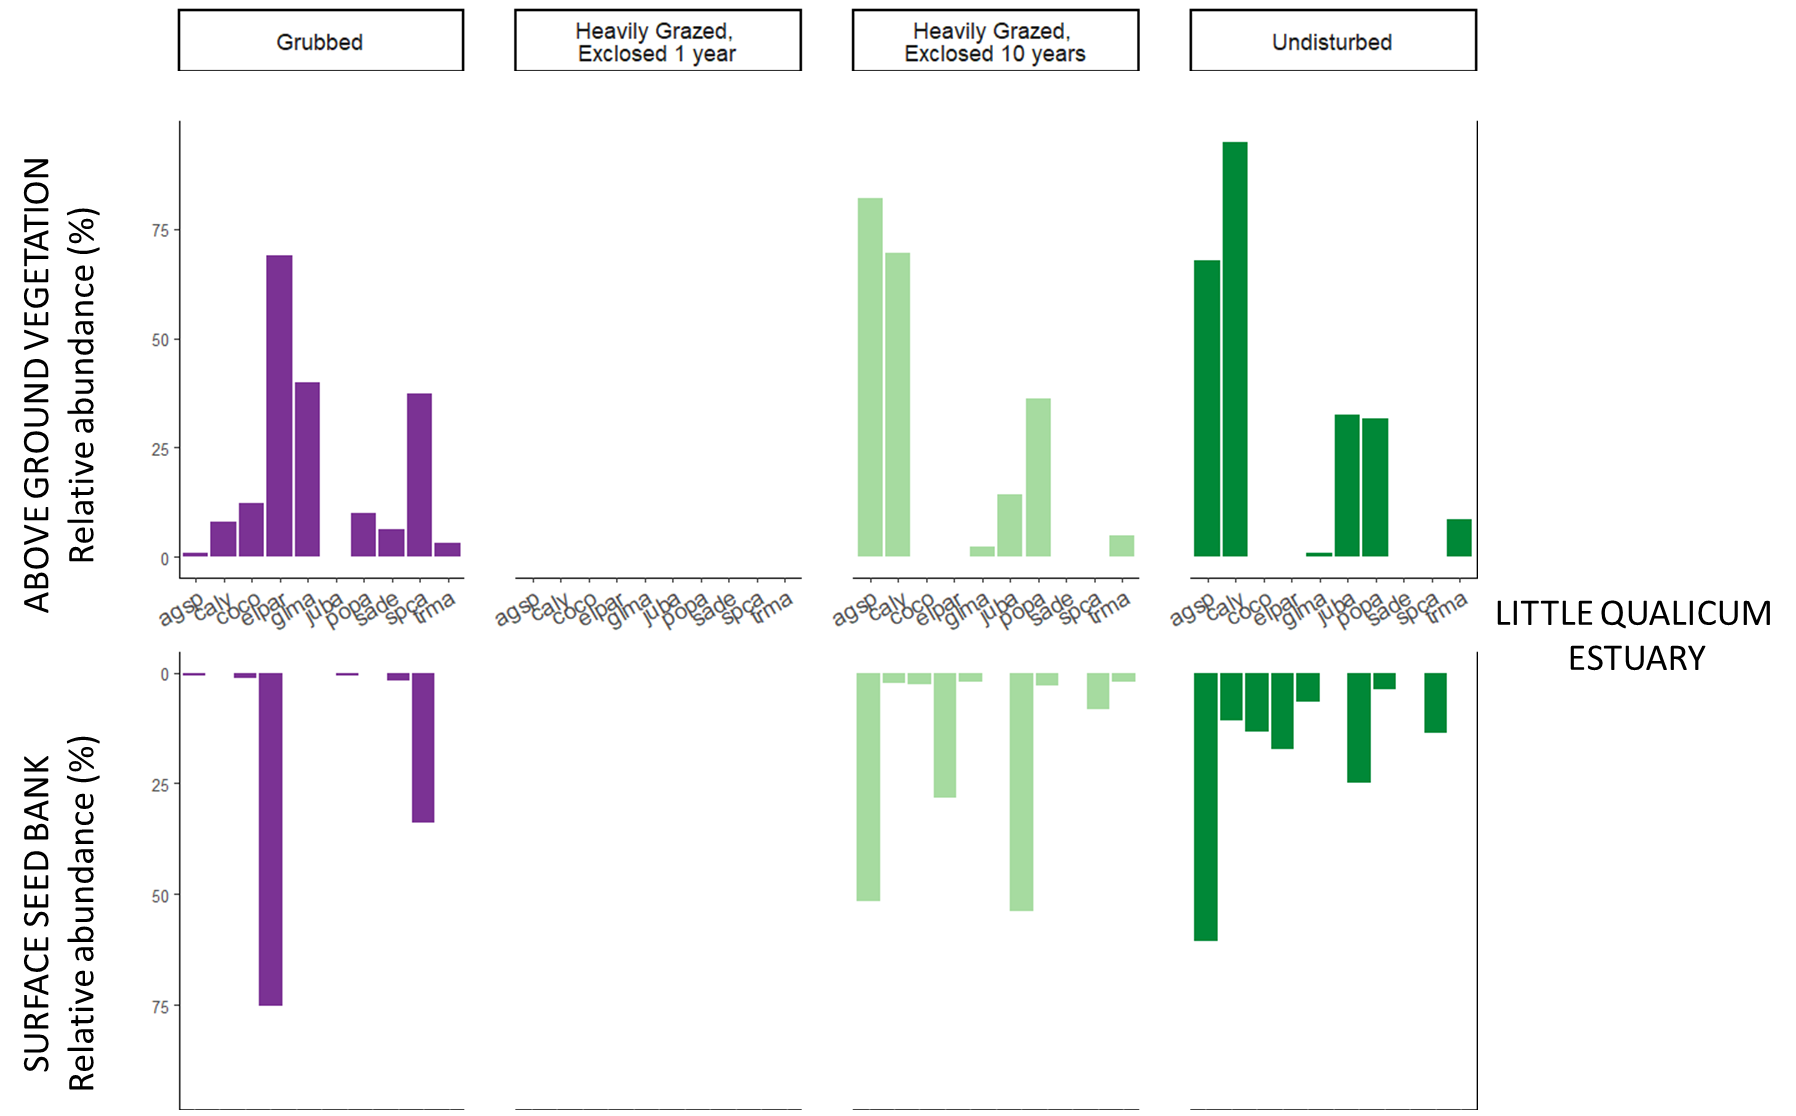 Grubbed
Heavily Grazed,
Exclosed 1 year
Heavily Grazed,
Exclosed 10 years
Undisturbed
ABOVE GROUND VEGETATION
Relative abundance (%)
75
50
25
0
agsp caly coco elpar glma juba popa sade spca trma
agsp caly coco elpar glma juba popa sade spca trma
agsp caly coco elpar glma juba popa sade spca trma
agsp caly coco elpar glma juba popa sade spca trma
LITTLE QUALICUM
ESTUARY
SURFACE SEED BANK
Relative abundance (%)
0
25
50
75